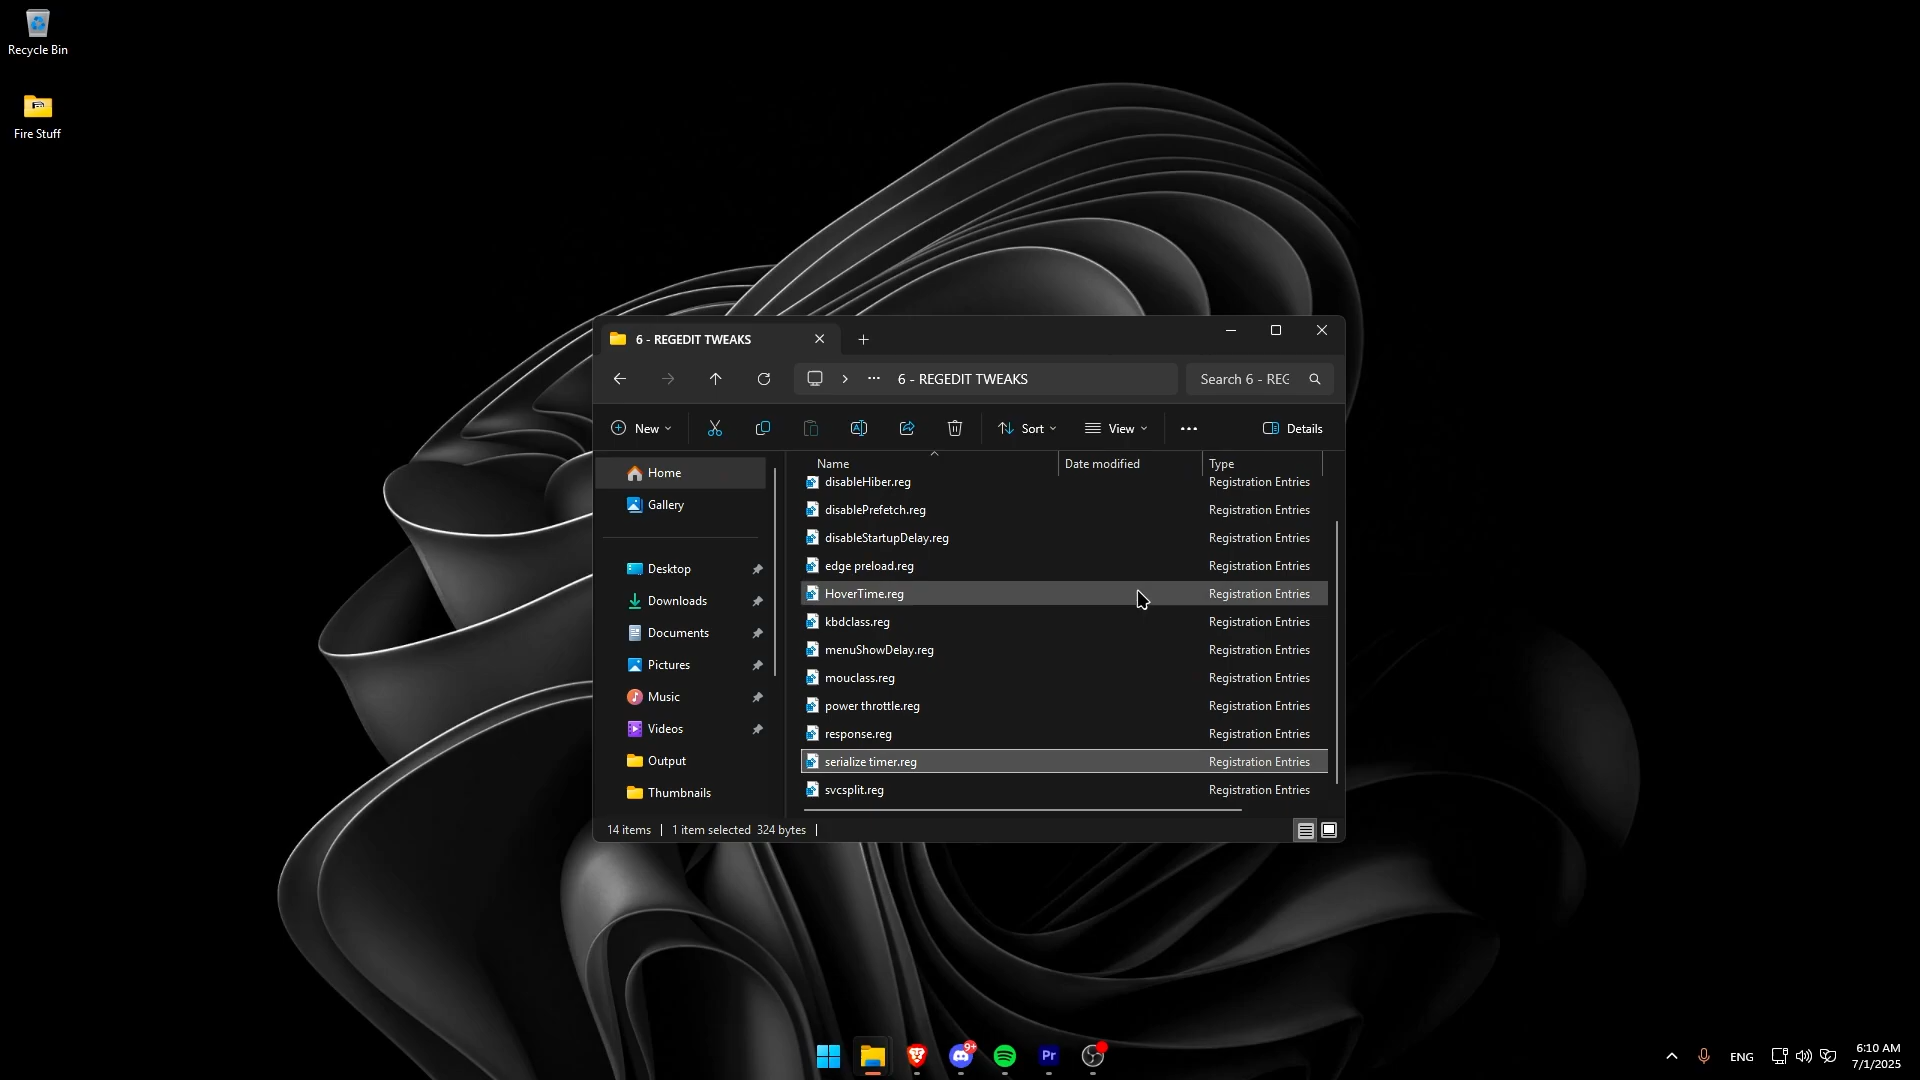 Recycle Bin
Fire Stuff
6 - REGEDIT TWEAKS
6 - REGEDIT TWEAKS
Search 6 - REG
New
Sort
View
Details
Home
Gallery
Desktop
Downloads
Documents
Pictures
Music
Videos
Output
Thumbnails
Name Date modified Type
disableHiber.reg Registration Entries
disablePrefetch.reg Registration Entries
disableStartupDelay.reg Registration Entries
edge preload.reg Registration Entries
HoverTime.reg Registration Entries
kbdclass.reg Registration Entries
menuShowDelay.reg Registration Entries
mouclass.reg Registration Entries
power throttle.reg Registration Entries
response.reg Registration Entries
serialize timer.reg Registration Entries
svcsplit.reg Registration Entries
14 items 1 item selected 324 bytes
9+
Pr
ENG
6:10 AM
7/1/2025